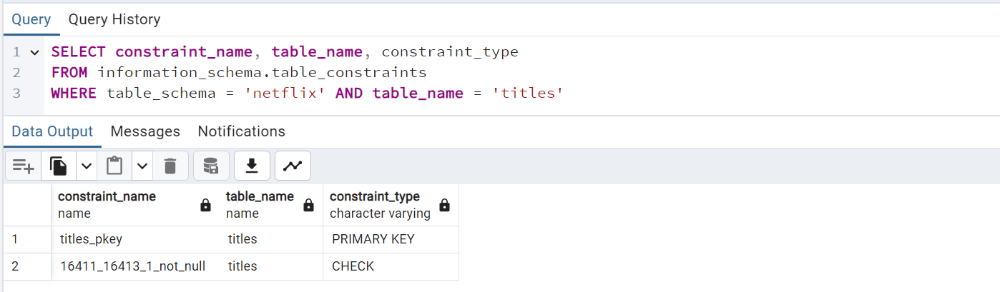 Query Query History
1 SELECT constraint_name, table_name, constraint_type
2 FROM information_schema.table_constraints
3 WHERE table_schema = 'netflix' AND table_name = 'titles'
Data Output Messages Notifications
constraint_name table_name constraint_type
name name character varying
1 titles_pkey titles PRIMARY KEY
2 16411_16413_1_not_null titles CHECK